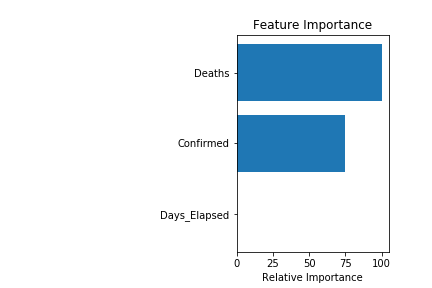 Feature Importance
Deaths
Confirmed
Days_Elapsed
0 25 50 75 100
Relative Importance